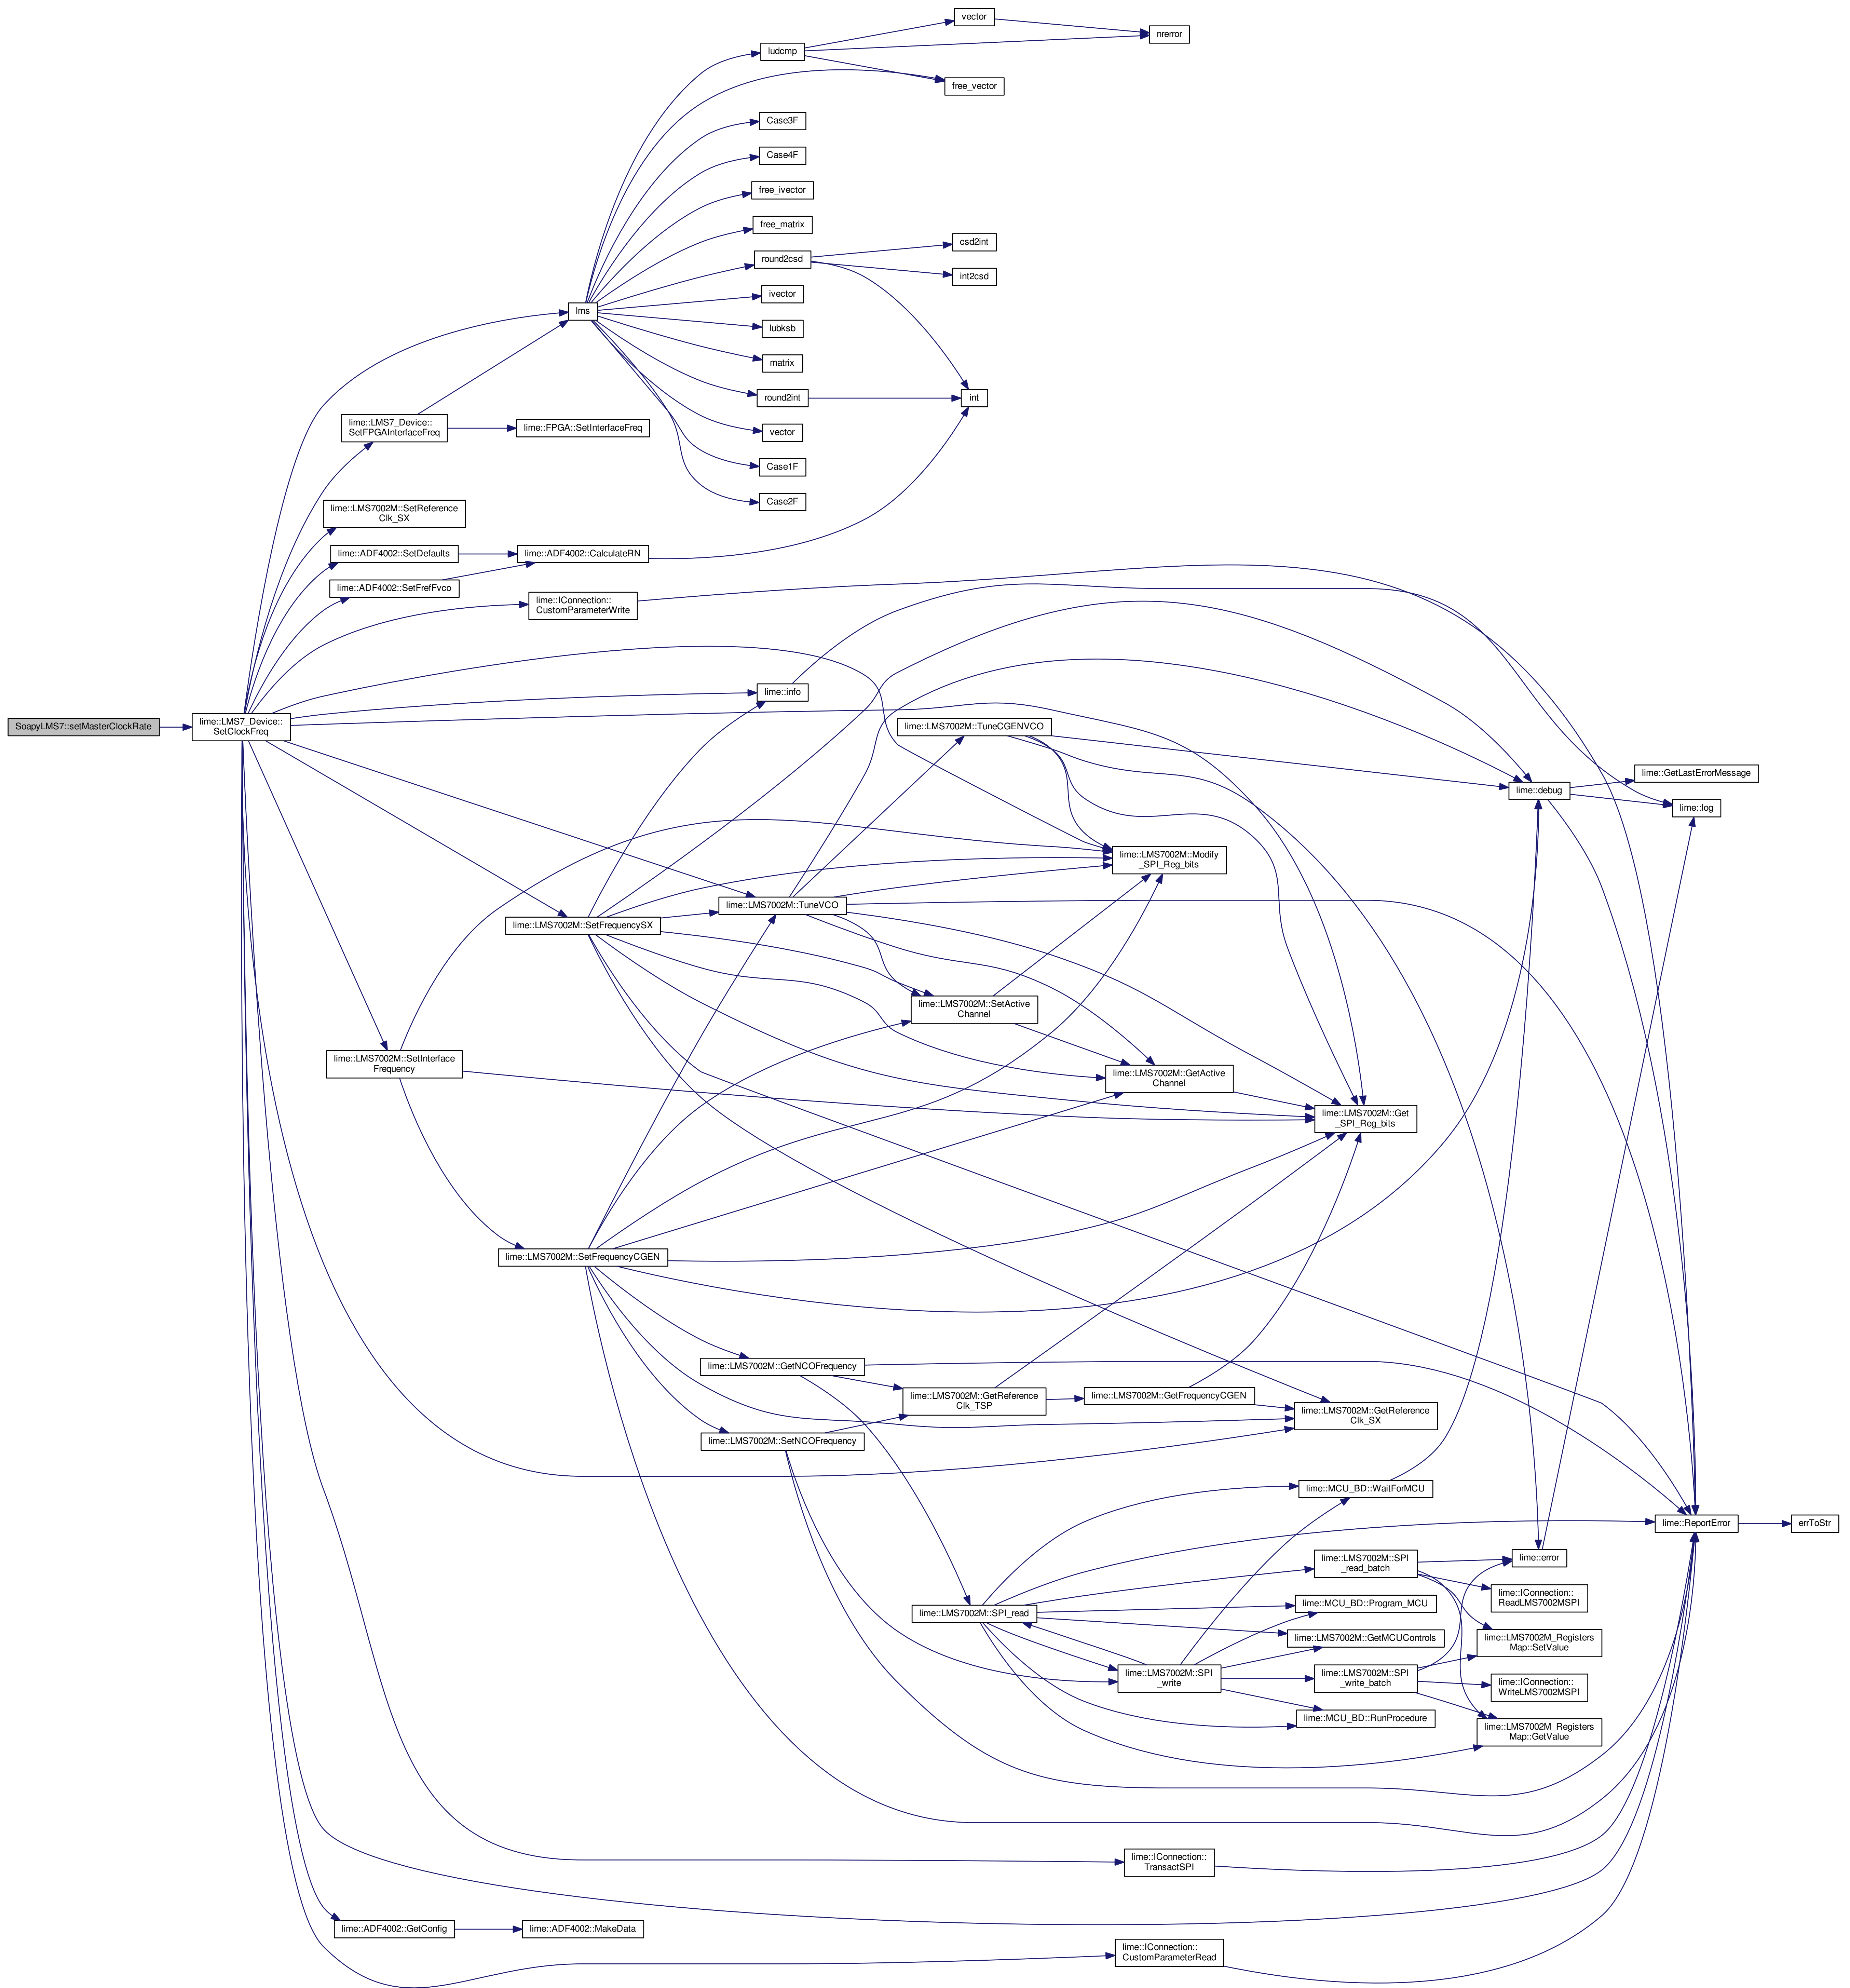 vector
nrerror
ludcmp
free_vector
Case3F
Case4F
free_ivector
free_matrix
csd2int
round2csd
int2csd
ivector
lms
lubksb
matrix
round2int
int
lime::LMS7_Device::
SetFPGAInterfaceFreq
lime::FPGA::SetInterfaceFreq
vector
Case1F
Case2F
lime::LMS7002M::SetReference
Clk_SX
lime::ADF4002::SetDefaults
lime::ADF4002::CalculateRN
lime::ADF4002::SetFrefFvco
lime::IConnection::
CustomParameterWrite
lime::info
SoapyLMS7::setMasterClockRate
lime::LMS7_Device::
SetClockFreq
lime::LMS7002M::TuneCGENVCO
lime::GetLastErrorMessage
lime::debug
lime::log
lime::LMS7002M::Modify
_SPI_Reg_bits
lime::LMS7002M::TuneVCO
lime::LMS7002M::SetFrequencySX
lime::LMS7002M::SetActive
Channel
lime::LMS7002M::SetInterface
Frequency
lime::LMS7002M::GetActive
Channel
lime::LMS7002M::Get
_SPI_Reg_bits
lime::LMS7002M::SetFrequencyCGEN
lime::LMS7002M::GetNCOFrequency
lime::LMS7002M::GetReference
Clk_TSP
lime::LMS7002M::GetFrequencyCGEN
lime::LMS7002M::GetReference
Clk_SX
lime::LMS7002M::SetNCOFrequency
lime::MCU_BD::WaitForMCU
lime::ReportError
errToStr
lime::LMS7002M::SPI
_read_batch
lime::error
lime::IConnection::
ReadLMS7002MSPI
lime::MCU_BD::Program_MCU
lime::LMS7002M::SPI_read
lime::LMS7002M::GetMCUControls
lime::LMS7002M_Registers
Map::SetValue
lime::LMS7002M::SPI
_write
lime::LMS7002M::SPI
_write_batch
lime::IConnection::
WriteLMS7002MSPI
lime::MCU_BD::RunProcedure
lime::LMS7002M_Registers
Map::GetValue
lime::IConnection::
TransactSPI
lime::ADF4002::GetConfig
lime::ADF4002::MakeData
lime::IConnection::
CustomParameterRead